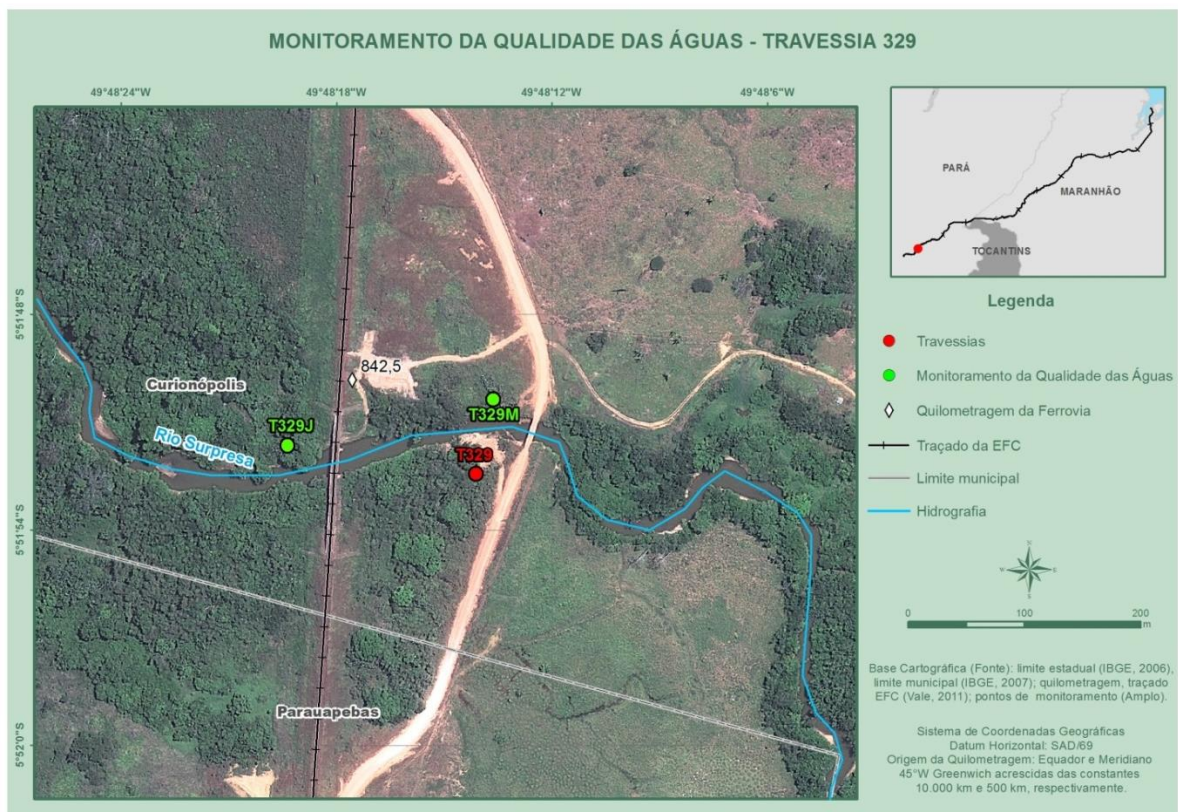 MONITORAMENTO DA QUALIDADE DAS ÁGUAS - TRAVESSIA 329
49°48'24"W
49°48'18"W
49°48'12"W
49°48'6"W
5°51'48"S
5°51'54"S
5°52'0"S
842,5
Curionópolis
T329J
T329M
Rio Surpresa
T329
Parauapebas
PARÁ
MARANHÃO
TOCANTINS
Legenda
Travessias
Monitoramento da Qualidade das Águas
Quilometragem da Ferrovia
Traçado da EFC
Limite municipal
Hidrografia
N
W
E
S
0
100
200
m
Base Cartográfica (Fonte): limite estadual (IBGE, 2006),
limite municipal (IBGE, 2007); quilometragem, traçado
EFC (Vale, 2011); pontos de monitoramento (Amplo).
Sistema de Coordenadas Geográficas
Datum Horizontal: SAD/69
Origem da Quilometragem: Equador e Meridiano
45°W Greenwich acrescidas das constantes
10.000 km e 500 km, respectivamente.